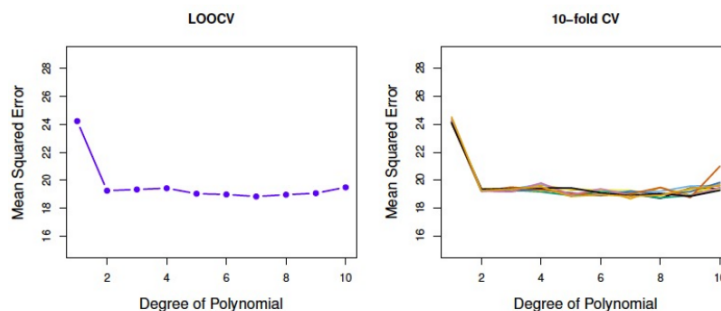 LOOCV
Mean Squared Error
28
26
24
22
20
18
16
2 4 6 8 10
Degree of Polynomial
10−fold CV
Mean Squared Error
28
26
24
22
20
18
16
2 4 6 8 10
Degree of Polynomial